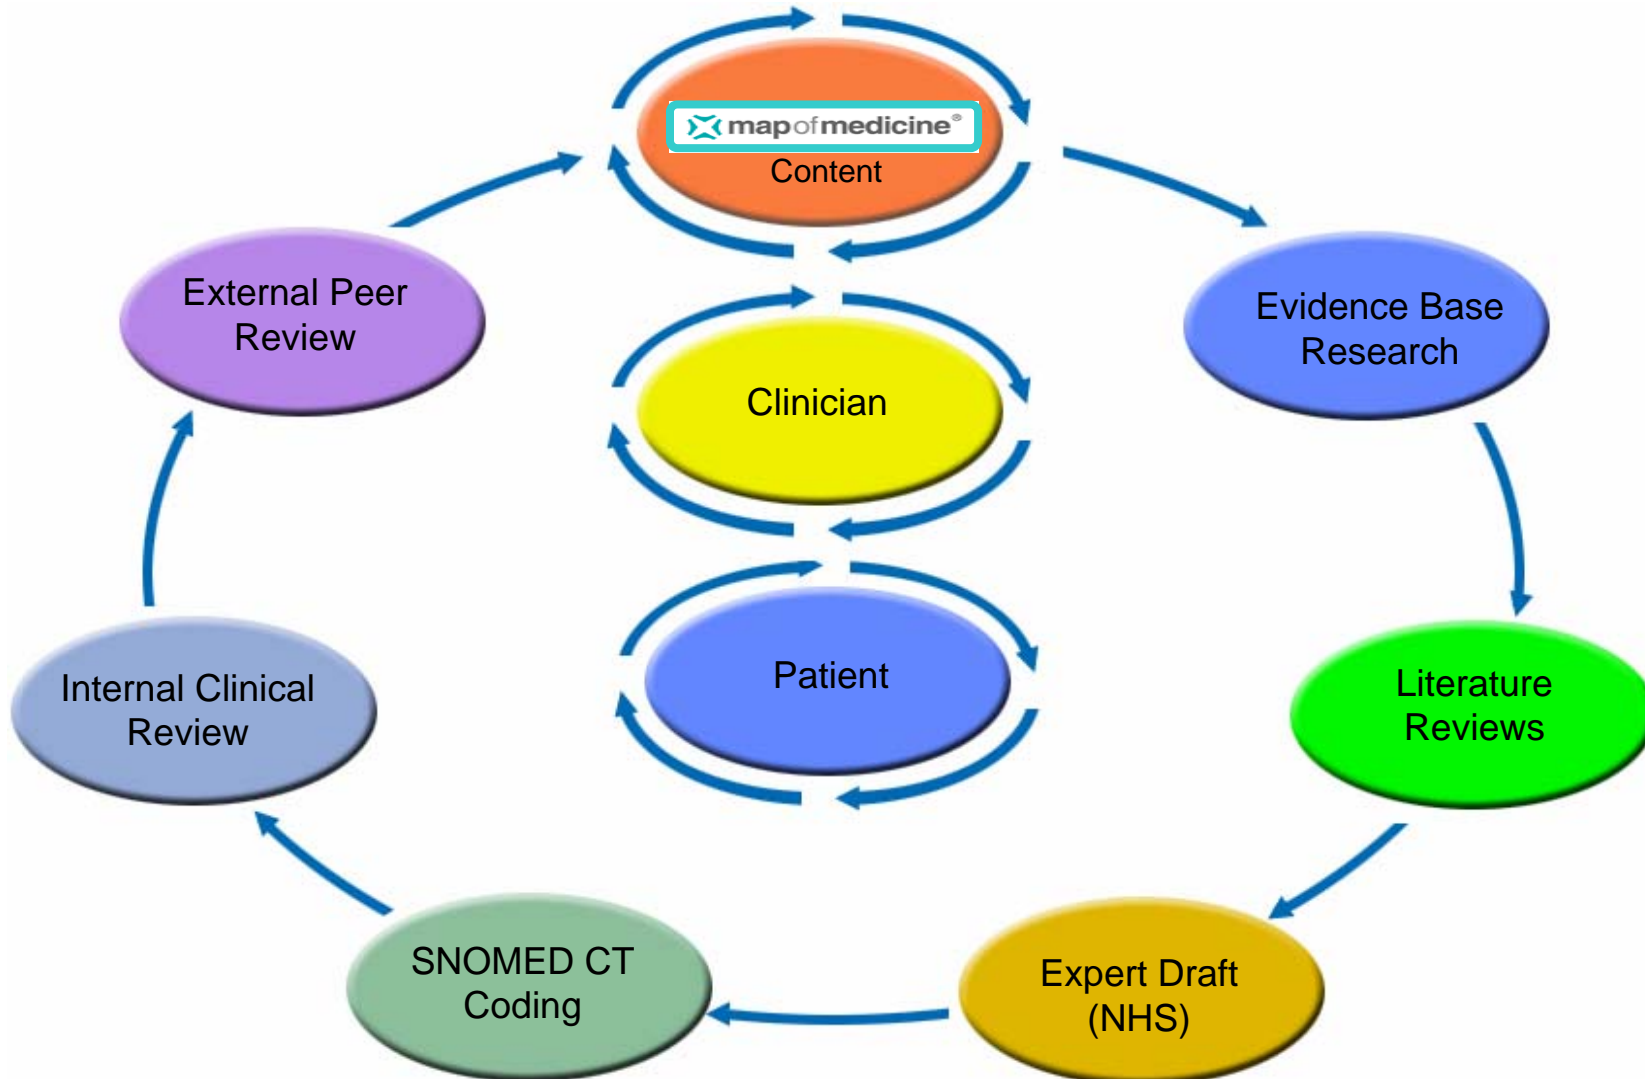 mapofmedicine®
Content
External Peer
Review
Evidence Base
Research
Clinician
Internal Clinical
Review
Patient
Literature
Reviews
SNOMED CT
Coding
Expert Draft
(NHS)